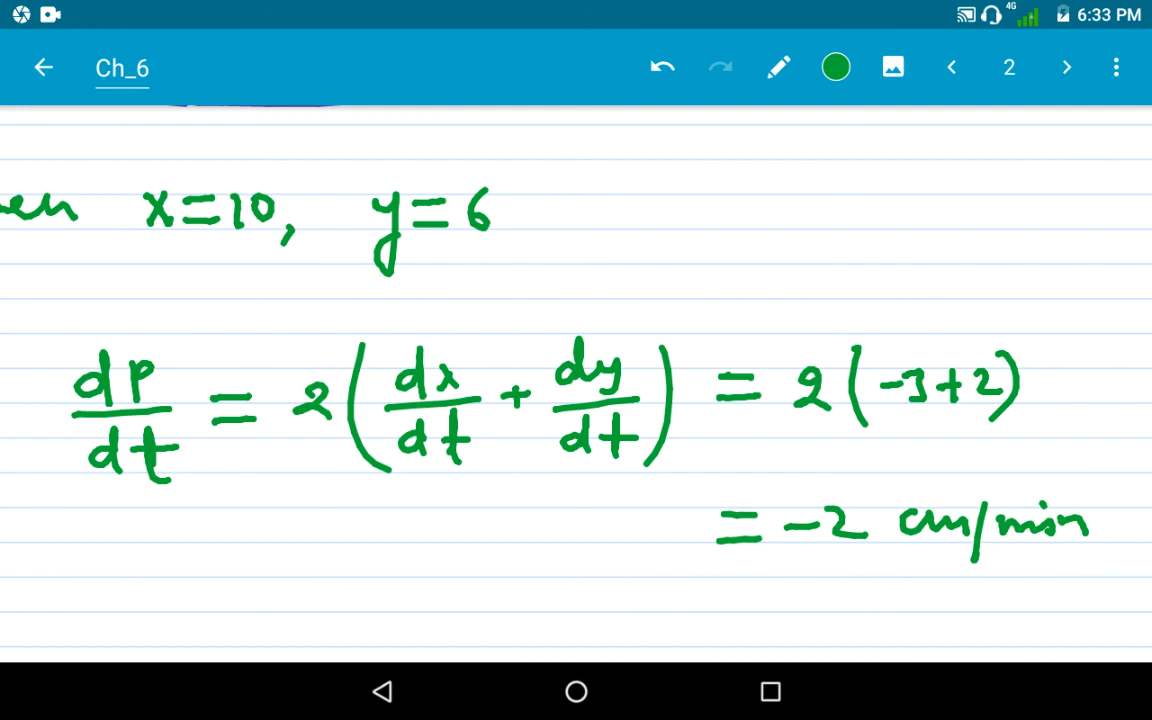 4G 6:33 PM
Ch_6 2
x=10, y=6
dP/dt = 2(dx/dt + dy/dt) = 2(-3+2)
= -2 cm/min